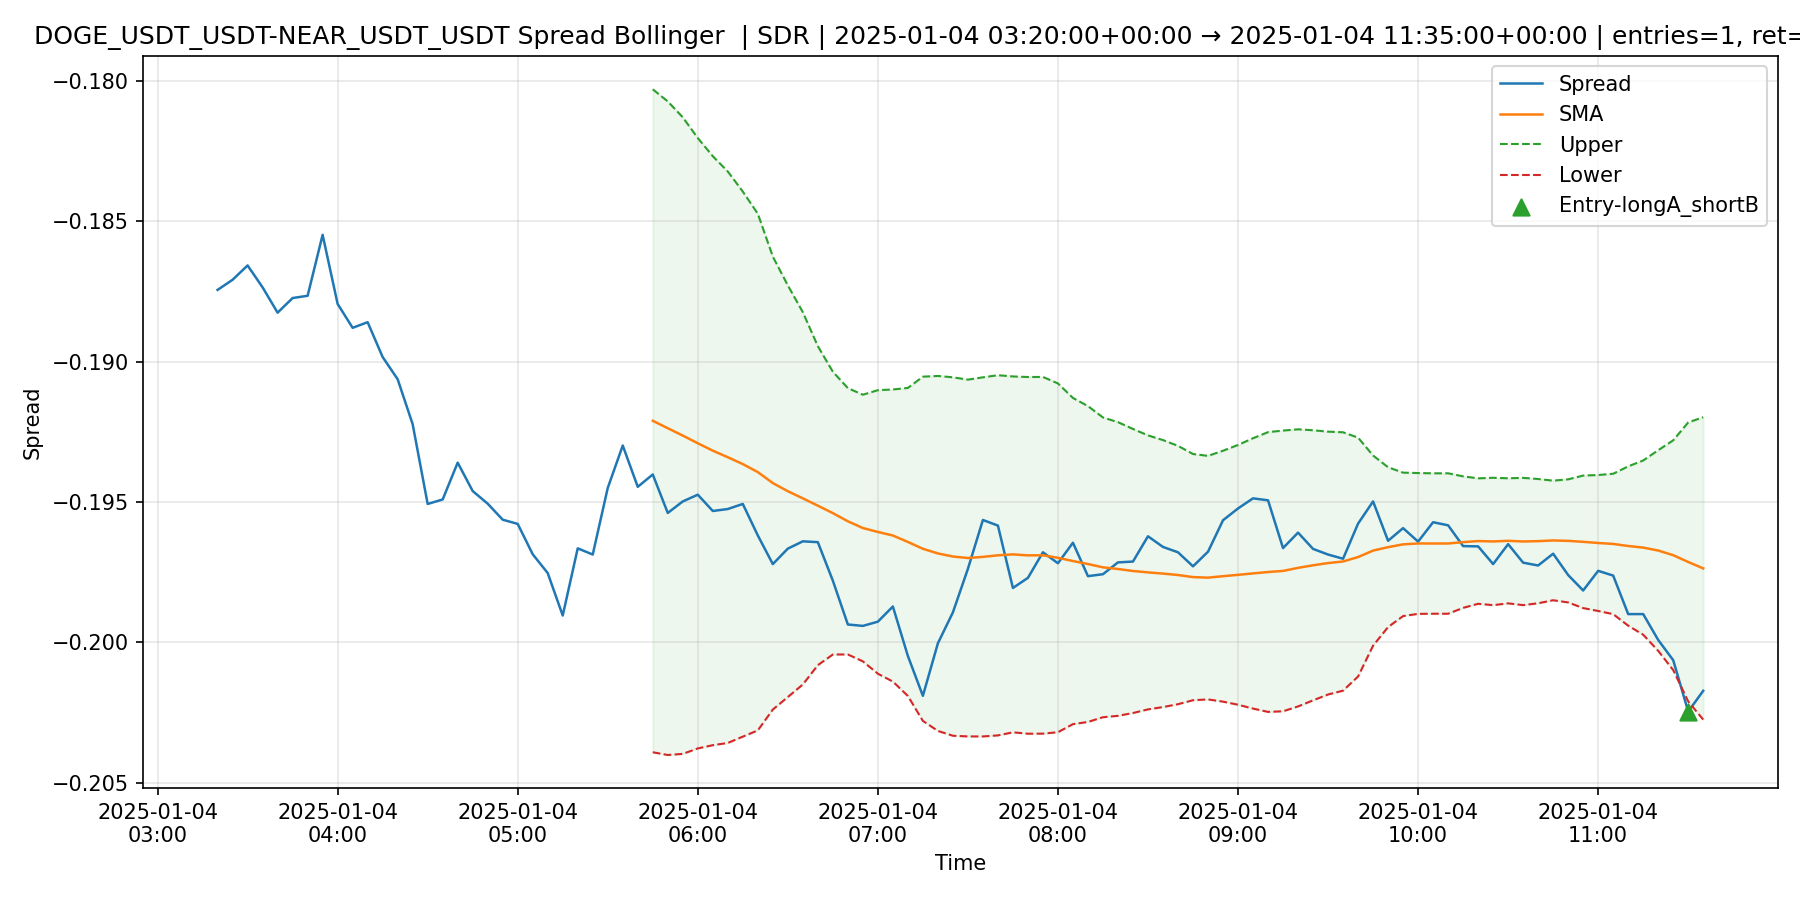 DOGE_USDT_USDT-NEAR_USDT_USDT Spread Bollinger | SDR | 2025-01-04 03:20:00+00:00 → 2025-01-04 11:35:00+00:00 | entries=1, ret=
Spread
SMA
Upper
Lower
Entry-longA_shortB
−0.180
−0.185
−0.190
−0.195
−0.200
−0.205
Spread
2025-01-04 2025-01-04 2025-01-04 2025-01-04 2025-01-04 2025-01-04 2025-01-04 2025-01-04 2025-01-04
03:00 04:00 05:00 06:00 07:00 08:00 09:00 10:00 11:00
Time